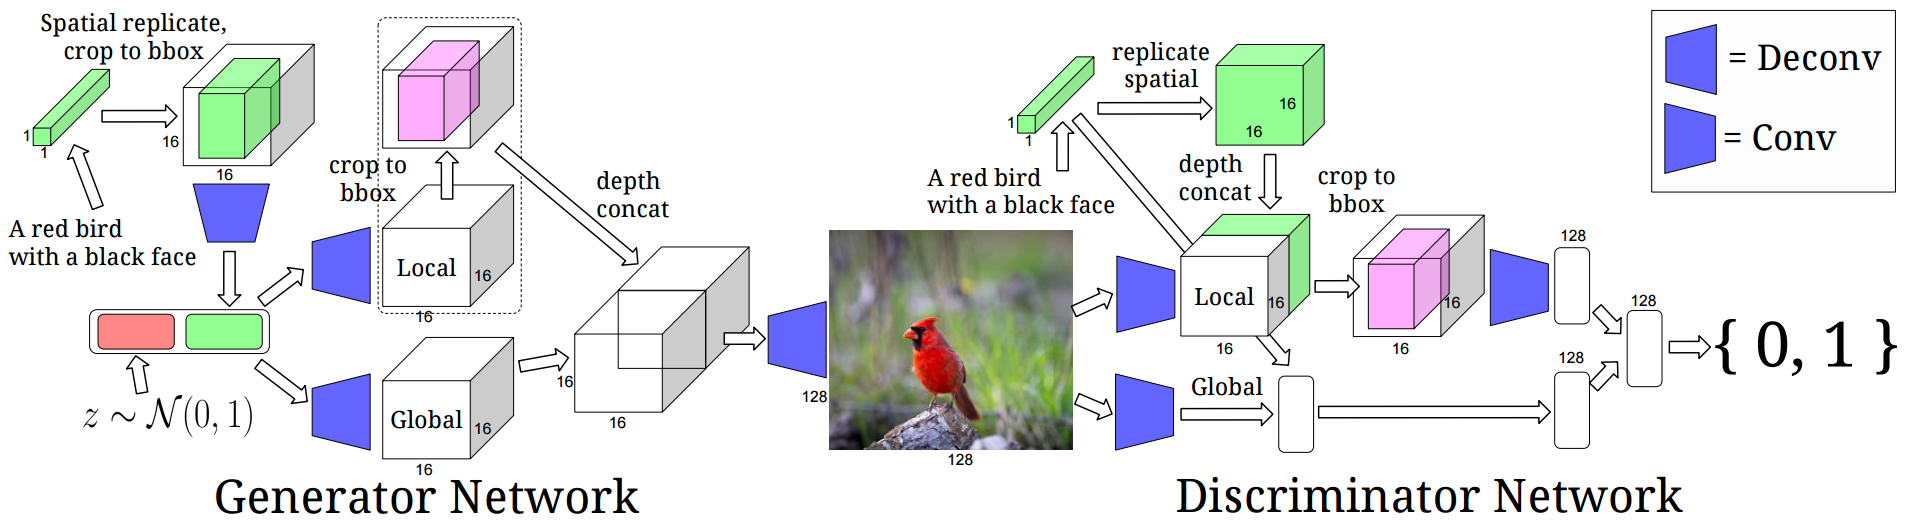 Spatial replicate,
crop to bbox
1
1
16
16
A red bird
with a black face
z ∼ 𝒩(0, 1)
crop to
bbox
Local
16
16
Global
16
16
depth
concat
16
16
128
128
Generator Network
replicate
spatial
1
1
16
16
A red bird
with a black face
depth
concat
crop to
bbox
Local
16
16
16
16
Global
128
128
128
{ 0, 1 }
Discriminator Network
= Deconv
= Conv